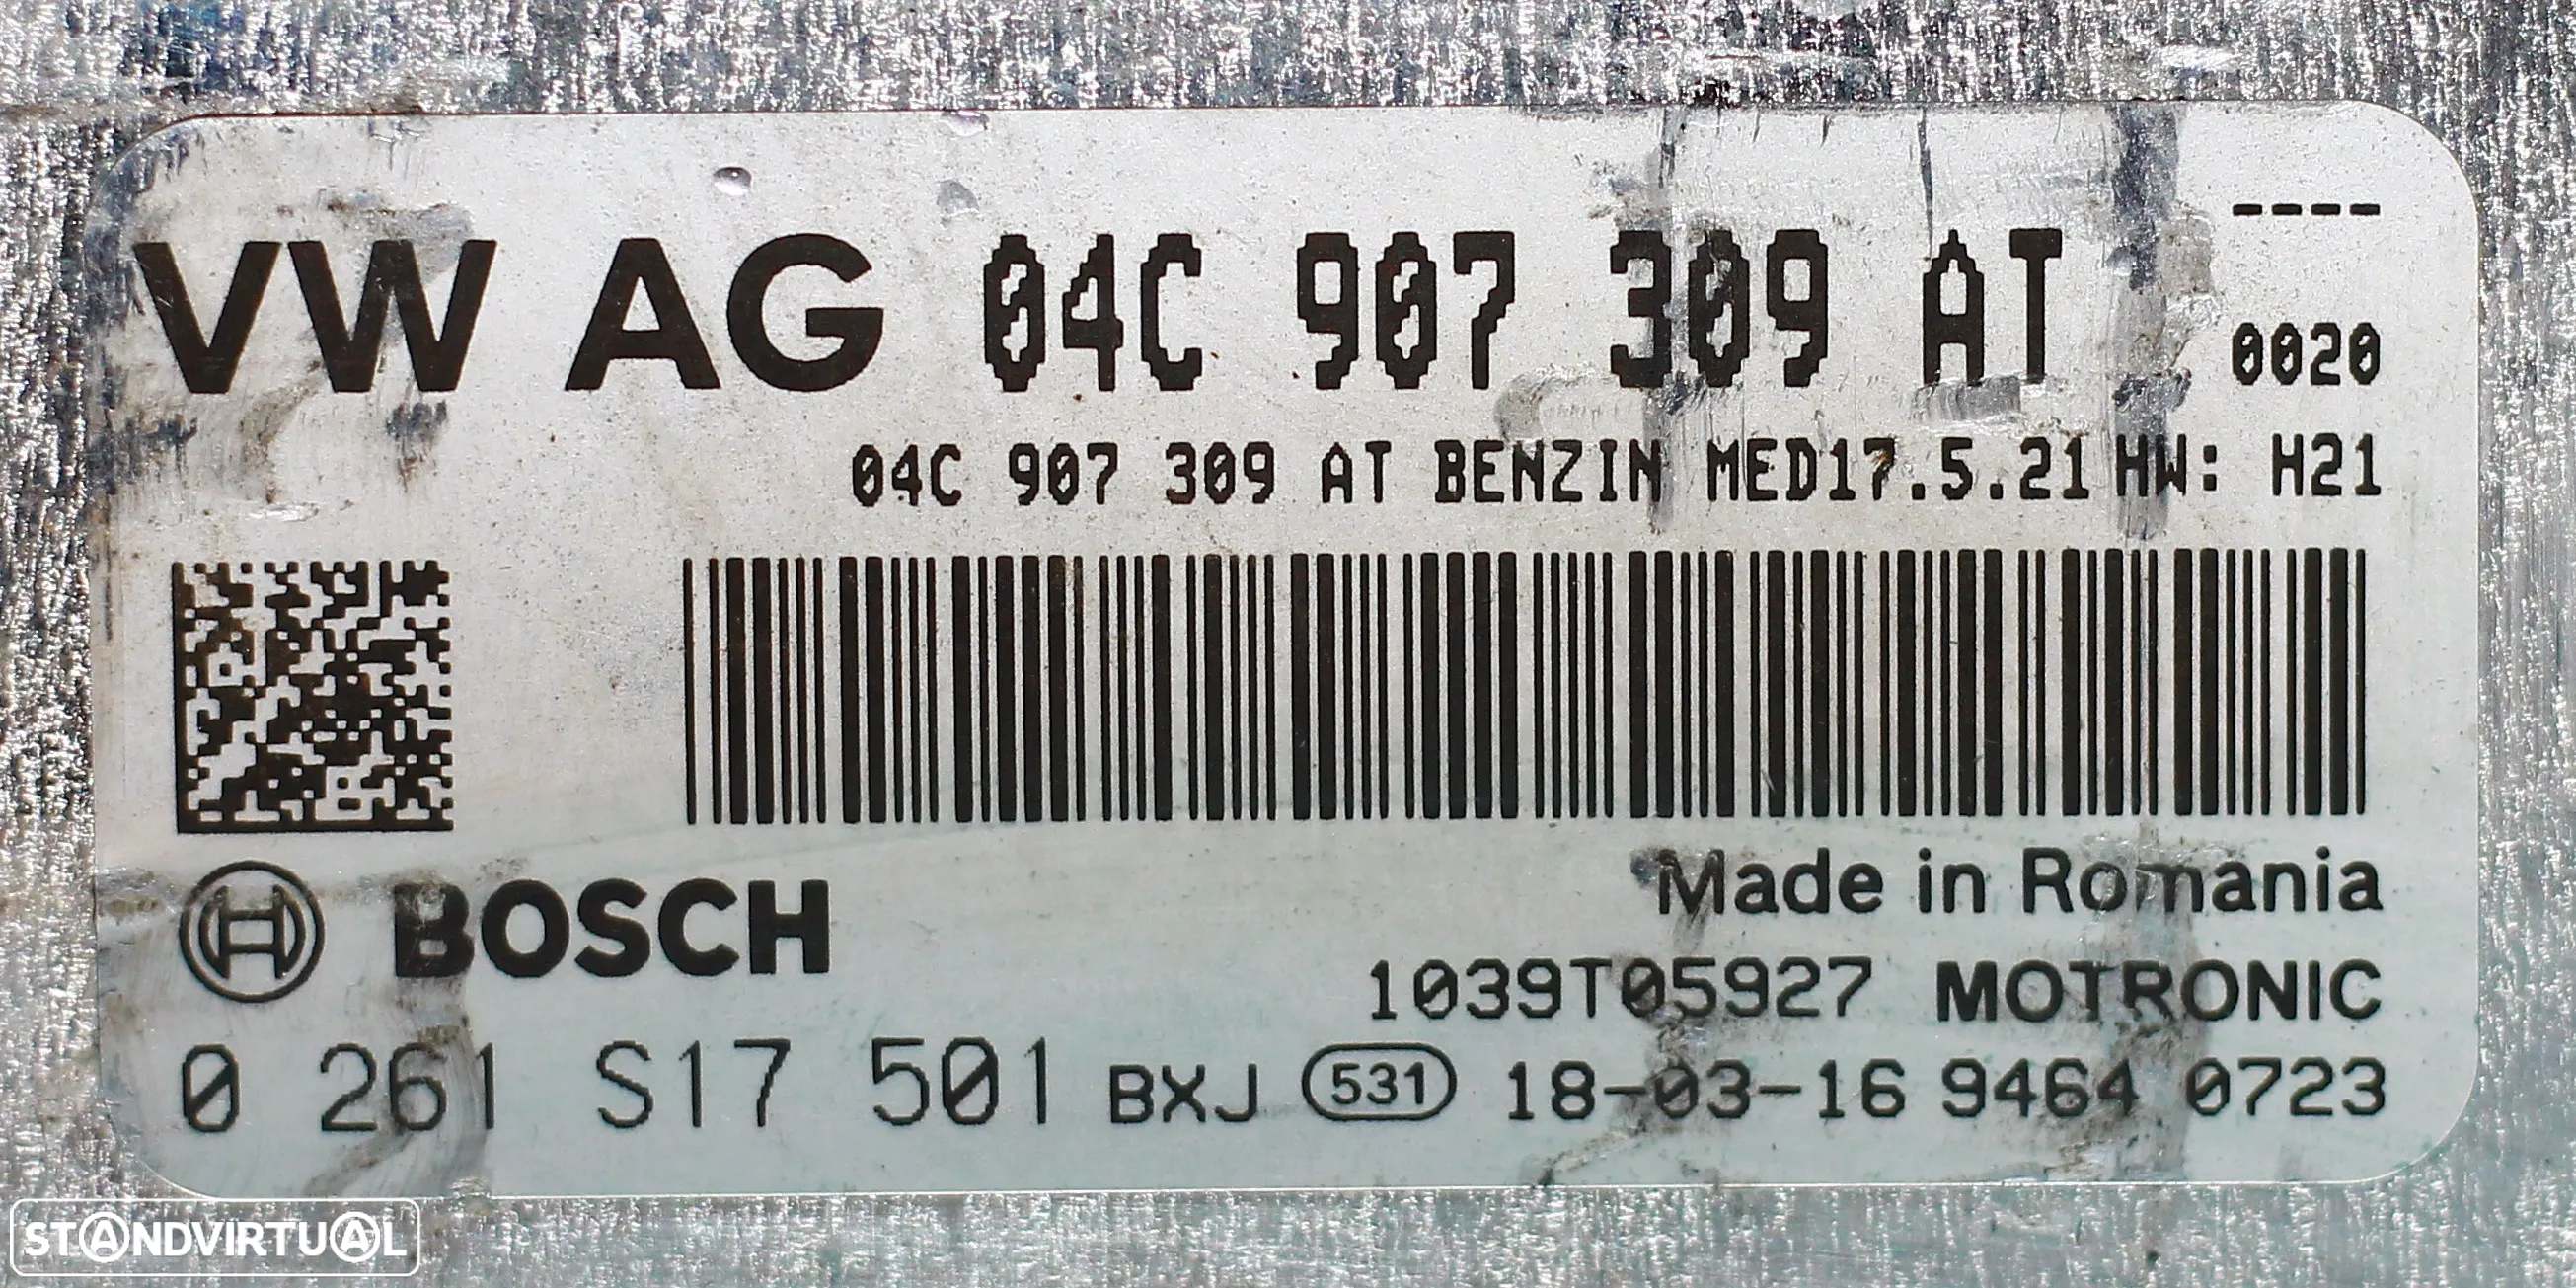 ----
VW AG 04C 907 309 AT 0020
04C 907 309 AT BENZIN MED17.5.21 HW: H21
BOSCH
Made in Romania
1039T05927 MOTRONIC
0 261 S17 501 BXJ 531 18-03-16 9464 0723
STANDVIRTUAL